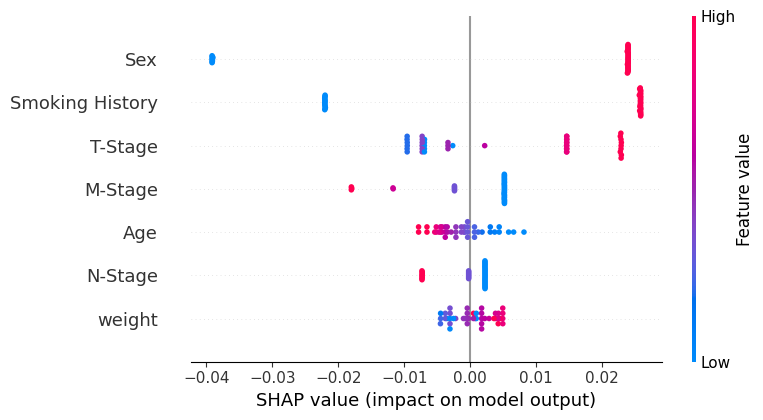 High
Sex
Smoking History
T-Stage
M-Stage
Age
N-Stage
weight
Feature value
Low
−0.04 −0.03 −0.02 −0.01 0.00 0.01 0.02
SHAP value (impact on model output)